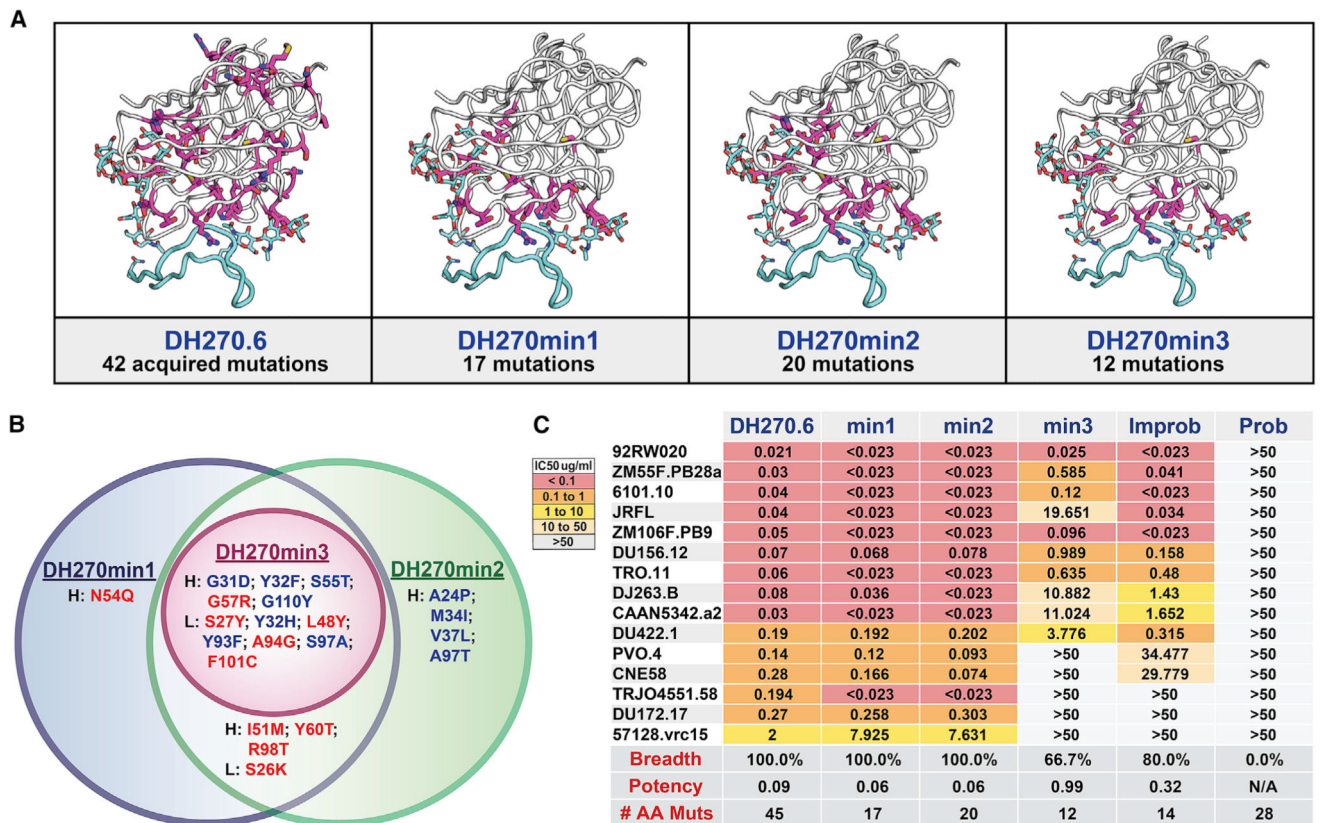 A
DH270.6
42 acquired mutations
DH270min1
17 mutations
DH270min2
20 mutations
DH270min3
12 mutations
B
DH270min1
H: N54Q
DH270min3
H: G31D; Y32F; S55T;
G57R; G110Y
L: S27Y; Y32H; L48Y;
Y93F; A94G; S97A;
F101C
DH270min2
H: A24P;
M34I;
V37L;
A97T
H: I51M; Y60T;
R98T
L: S26K
C
IC50 ug/ml
< 0.1
0.1 to 1
1 to 10
10 to 50
>50
DH270.6 min1 min2 min3 Improb Prob
92RW020 0.021 <0.023 <0.023 0.025 <0.023 >50
ZM55F.PB28a 0.03 <0.023 <0.023 0.585 0.041 >50
6101.10 0.04 <0.023 <0.023 0.12 <0.023 >50
JRFL 0.04 <0.023 <0.023 19.651 0.034 >50
ZM106F.PB9 0.05 <0.023 <0.023 0.096 <0.023 >50
DU156.12 0.07 0.068 0.078 0.989 0.158 >50
TRO.11 0.06 <0.023 <0.023 0.635 0.48 >50
DJ263.B 0.08 0.036 <0.023 10.882 1.43 >50
CAAN5342.a2 0.03 <0.023 <0.023 11.024 1.652 >50
DU422.1 0.19 0.192 0.202 3.776 0.315 >50
PVO.4 0.14 0.12 0.093 >50 34.477 >50
CNE58 0.28 0.166 0.074 >50 29.779 >50
TRJO4551.58 0.194 <0.023 <0.023 >50 >50 >50
DU172.17 0.27 0.258 0.303 >50 >50 >50
57128.vrc15 2 7.925 7.631 >50 >50 >50
Breadth 100.0% 100.0% 100.0% 66.7% 80.0% 0.0%
Potency 0.09 0.06 0.06 0.99 0.32 N/A
# AA Muts 45 17 20 12 14 28